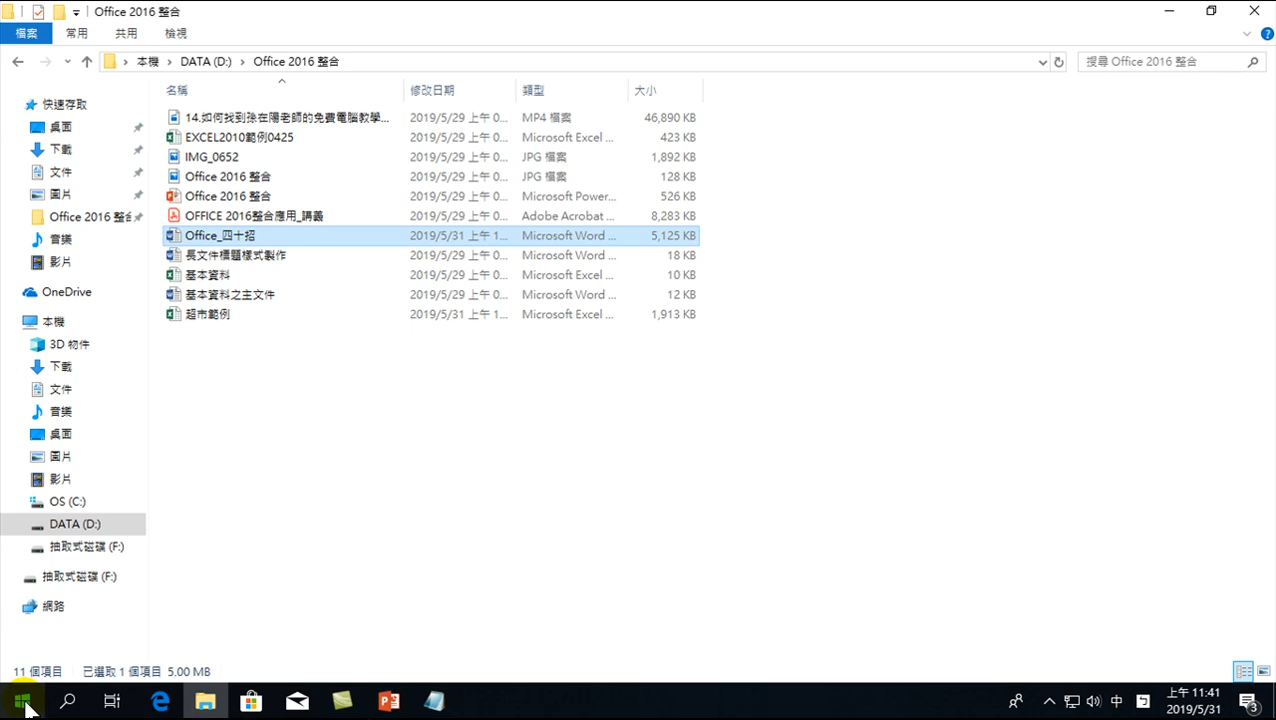 Office 2016 整合
檔案 常用 共用 檢視
本機 DATA (D:) Office 2016 整合 搜尋 Office 2016 整合
名稱 修改日期 類型 大小
14.如何找到孫在陽老師的免費電腦教學... 2019/5/29 上午 0... MP4 檔案 46,890 KB
EXCEL2010範例0425 2019/5/29 上午 0... Microsoft Excel ... 423 KB
IMG_0652 2019/5/29 上午 0... JPG 檔案 1,892 KB
Office 2016 整合 2019/5/29 上午 0... JPG 檔案 128 KB
Office 2016 整合 2019/5/29 上午 0... Microsoft Power... 526 KB
OFFICE 2016整合應用_講義 2019/5/29 上午 0... Adobe Acrobat ... 8,283 KB
Office_四十招 2019/5/31 上午 1... Microsoft Word ... 5,125 KB
長文件標題樣式製作 2019/5/29 上午 0... Microsoft Word ... 18 KB
基本資料 2019/5/29 上午 0... Microsoft Excel ... 10 KB
基本資料之主文件 2019/5/29 上午 0... Microsoft Word ... 12 KB
超市範例 2019/5/31 上午 1... Microsoft Excel ... 1,913 KB
快速存取
桌面
下載
文件
圖片
Office 2016 整合
音樂
影片
OneDrive
本機
3D 物件
下載
文件
音樂
桌面
圖片
影片
OS (C:)
DATA (D:)
抽取式磁碟 (F:)
抽取式磁碟 (F:)
網路
11 個項目 已選取 1 個項目 5.00 MB
中 上午 11:41
2019/5/31 3